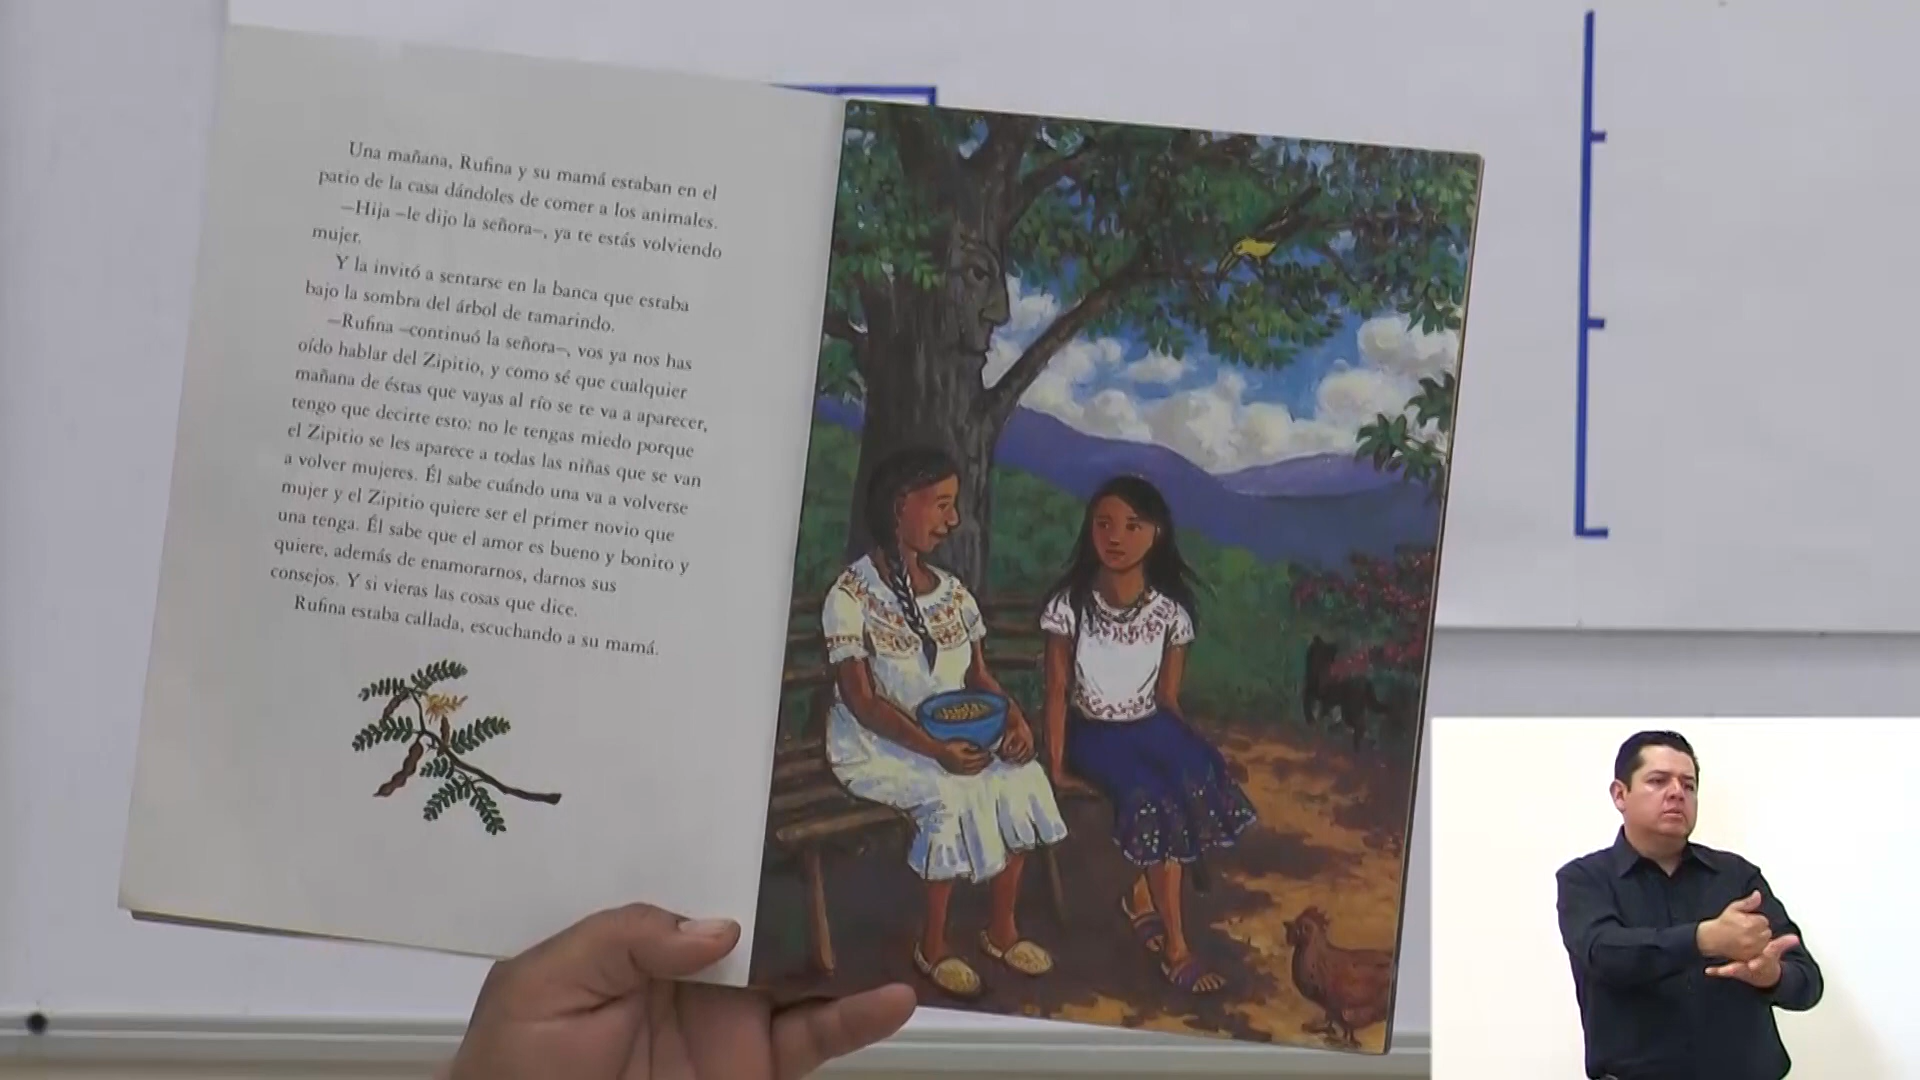 Una mañana, Rufina y su mamá estaban en el
patio de la casa dándoles de comer a los animales.
—Hija –le dijo la señora–, ya te estás volviendo
mujer.
Y la invitó a sentarse en la banca que estaba
bajo la sombra del árbol de tamarindo.
—Rufina –continuó la señora–, vos ya nos has
oído hablar del Zipitio, y como sé que cualquier
mañana de éstas que vayas al río se te va a aparecer,
tengo que decirte esto: no le tengas miedo porque
el Zipitio se les aparece a todas las niñas que se van
a volver mujeres. Él sabe cuándo una va a volverse
mujer y el Zipitio quiere ser el primer novio que
una tenga. Él sabe que el amor es bueno y bonito y
quiere, además de enamorarnos, darnos sus
consejos. Y si vieras las cosas que dice.
Rufina estaba callada, escuchando a su mamá.